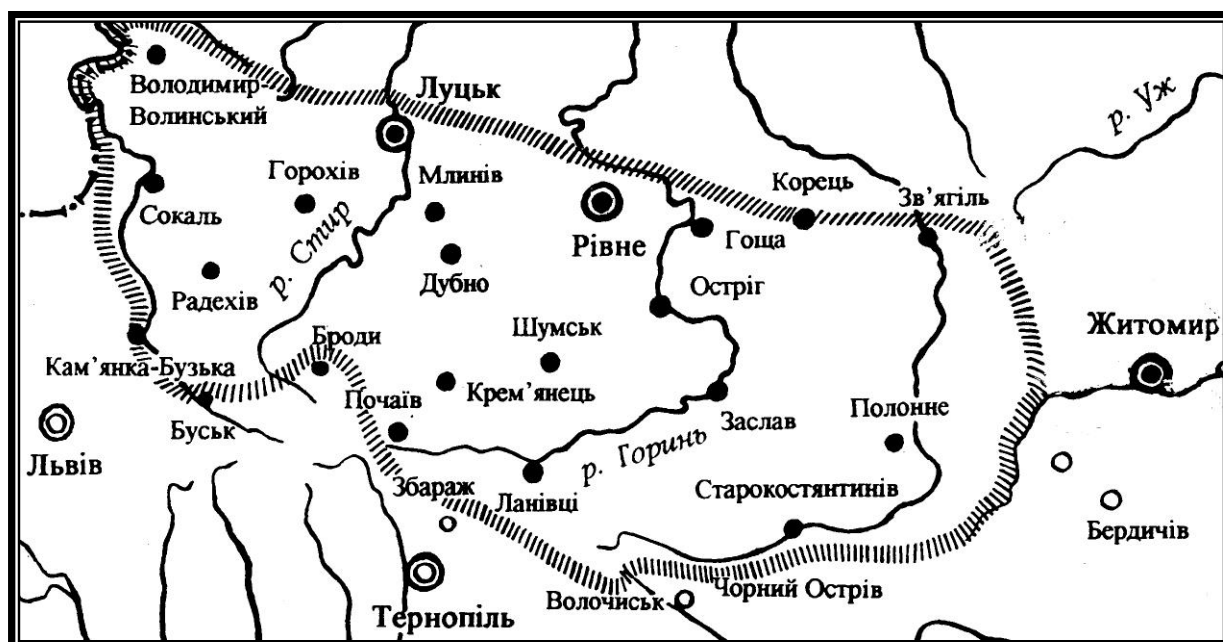 Володимир-
Волинський
Луцьк
р. Уж
Горохів
Млинів
Корець
Зв’ягіль
Сокаль
р. Стир
Рівне
Гоща
Радехів
Дубно
Остріг
Броди
Шумськ
Житомир
Кам’янка-Бузька
Почаїв
Крем’янець
Заслав
Полонне
Буськ
Львів
р. Горинь
Збараж
Ланівці
Старокостянтинів
Бердичів
Волочиськ
Чорний Острів
Тернопіль